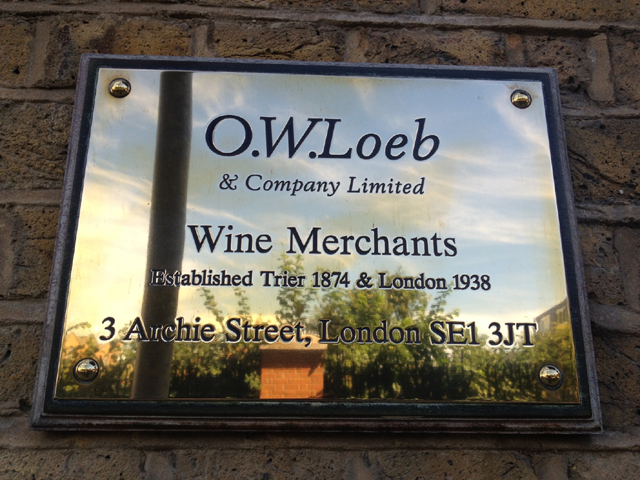 O.W.Loeb
& Company Limited
Wine Merchants
Established Trier 1874 & London 1938
3 Archie Street, London SE1 3JT